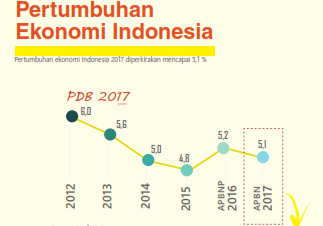 Pertumbuhan
Ekonomi Indonesia
Pertumbuhan ekonomi Indonesia 2017 diperkirakan mencapai 5,1 %
PDB 2017
6,0
5,6
5,0
4,8
5,2
5,1
2012
2013
2014
2015
APBNP
2016
APBN
2017